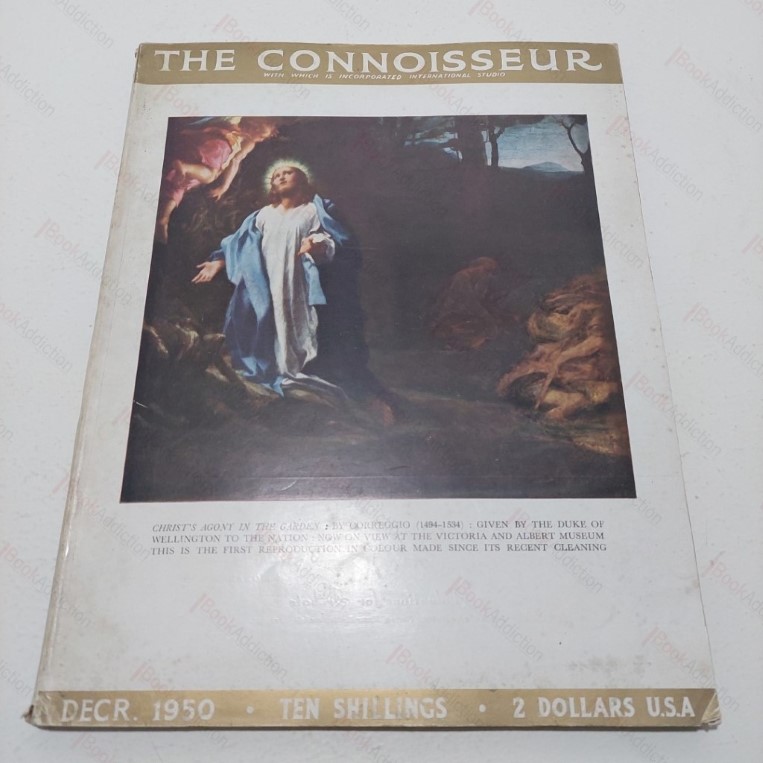 THE CONNOISSEUR
WITH WHICH IS INCORPORATED INTERNATIONAL STUDIO
CHRIST'S AGONY IN THE GARDEN : BY CORREGGIO (1494–1534) : GIVEN BY THE DUKE OF
WELLINGTON TO THE NATION : NOW ON VIEW AT THE VICTORIA AND ALBERT MUSEUM
THIS IS THE FIRST REPRODUCTION IN COLOUR MADE SINCE ITS RECENT CLEANING
DECR. 1950 • TEN SHILLINGS • 2 DOLLARS U.S.A
BookAddiction